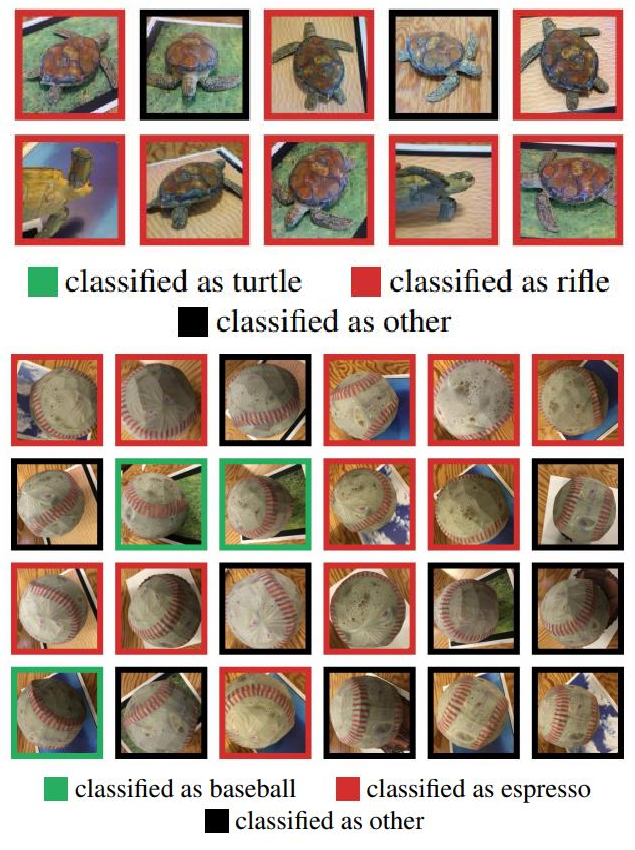 classified as turtle classified as rifle
classified as other
classified as baseball classified as espresso
classified as other